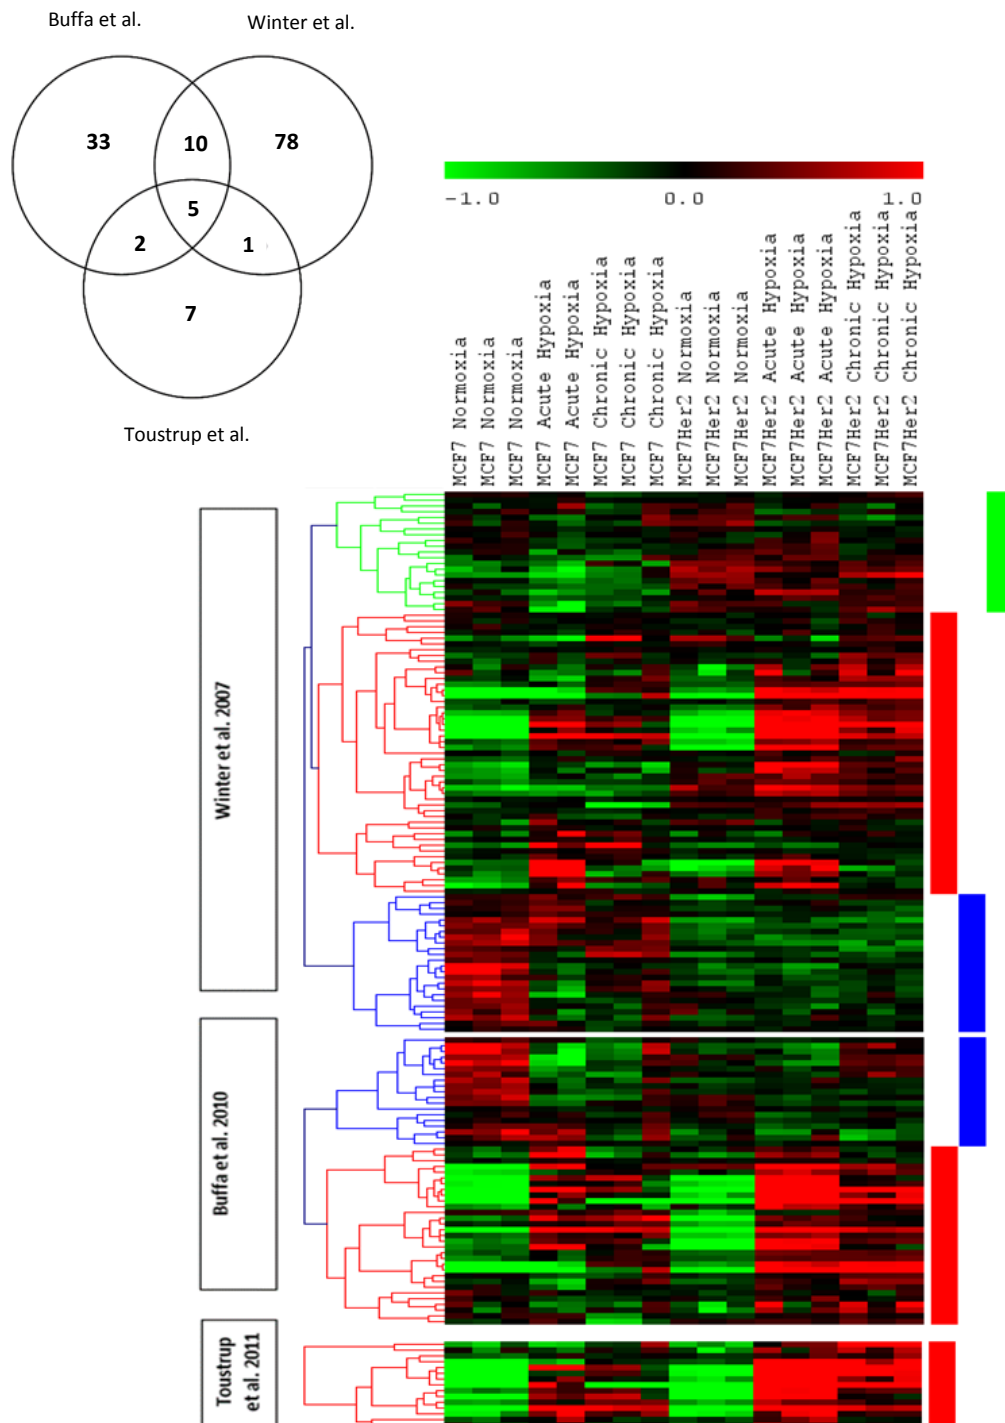 Buffa et al.
Winter et al.
33
10
78
5
2
1
7
Toustrup et al.
-1.0
0.0
1.0
MCF7 Normoxia
MCF7 Normoxia
MCF7 Normoxia
MCF7 Acute Hypoxia
MCF7 Acute Hypoxia
MCF7 Chronic Hypoxia
MCF7 Chronic Hypoxia
MCF7 Chronic Hypoxia
MCF7Her2 Normoxia
MCF7Her2 Normoxia
MCF7Her2 Normoxia
MCF7Her2 Acute Hypoxia
MCF7Her2 Acute Hypoxia
MCF7Her2 Acute Hypoxia
MCF7Her2 Chronic Hypoxia
MCF7Her2 Chronic Hypoxia
MCF7Her2 Chronic Hypoxia
Winter et al. 2007
Buffa et al. 2010
Toustrup
et al. 2011